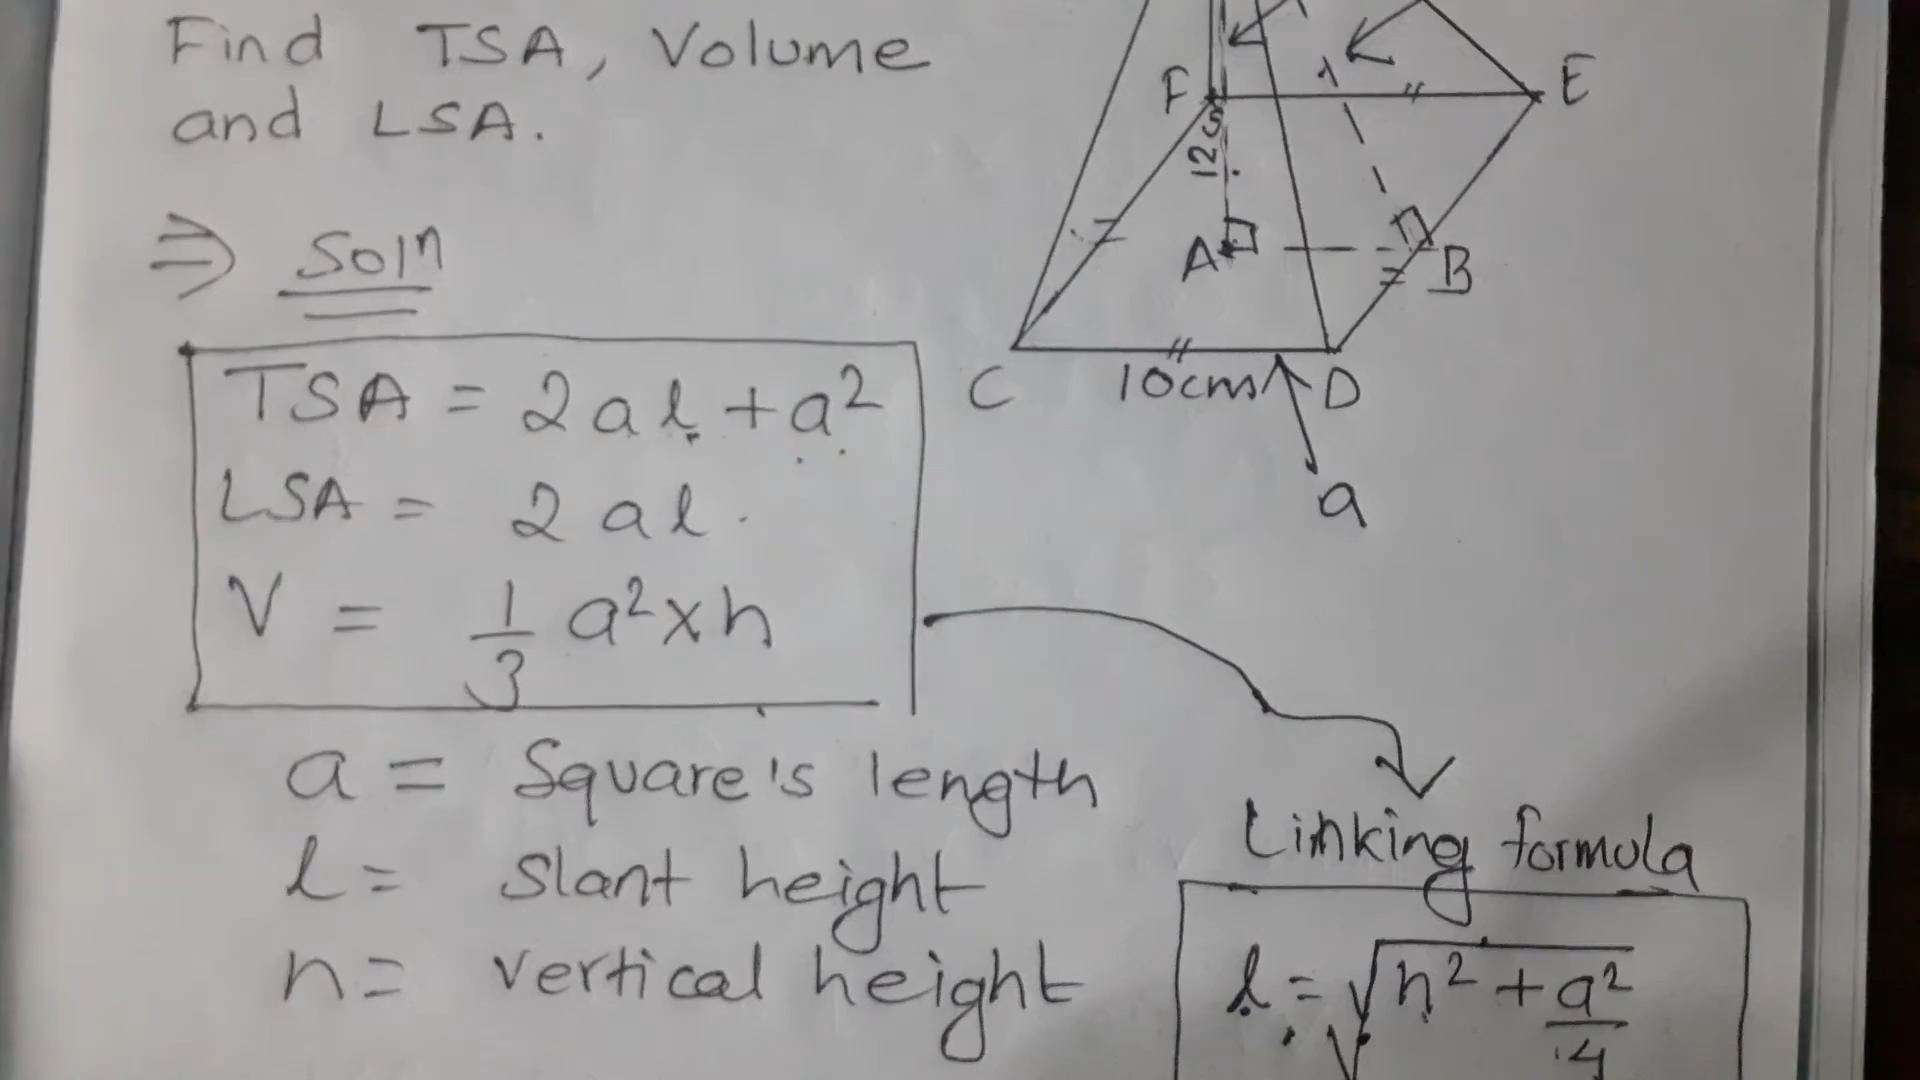 Find TSA, Volume
and LSA.
⇒ Soln
TSA = 2al + a²
LSA = 2al.
V = 1/3 a² × h
a = Square's length
l = slant height
h = vertical height
F
E
12
A
B
C
10cm
D
a
Linking formula
l = √h² + a²/4